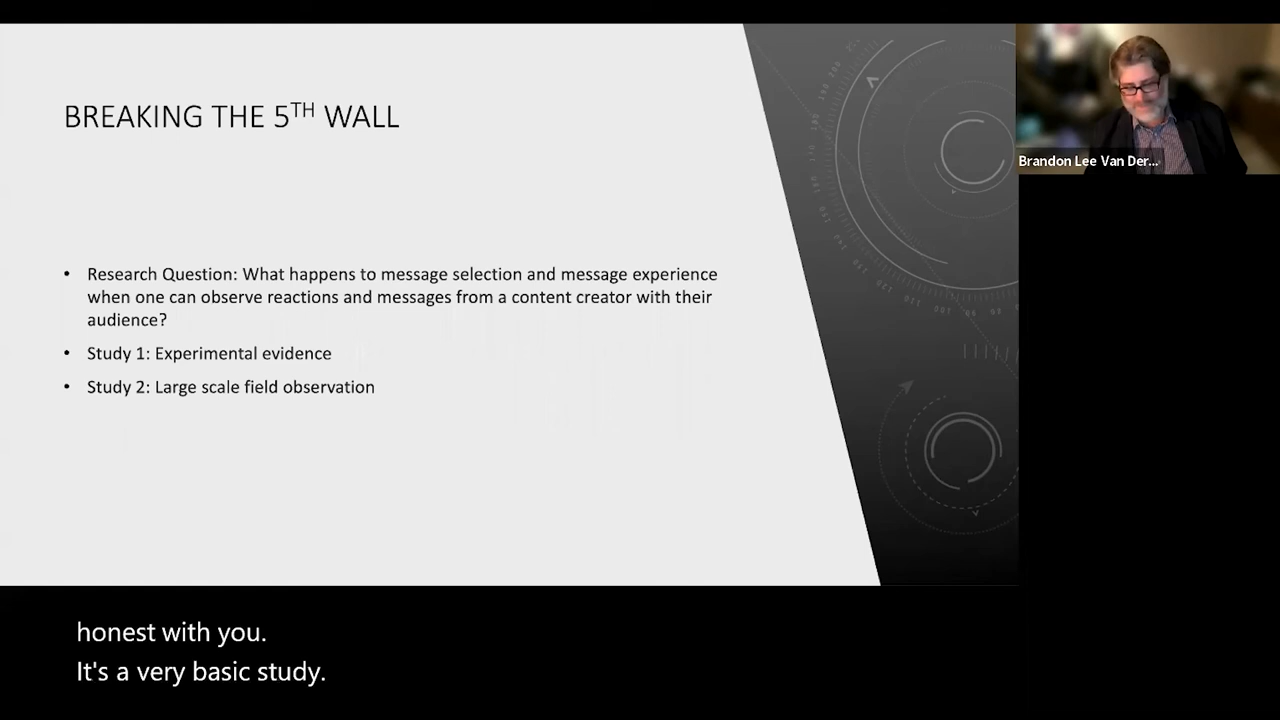 BREAKING THE 5TH WALL
• Research Question: What happens to message selection and message experience
when one can observe reactions and messages from a content creator with their
audience?
• Study 1: Experimental evidence
• Study 2: Large scale field observation
Brandon Lee Van Der...
honest with you.
It's a very basic study.